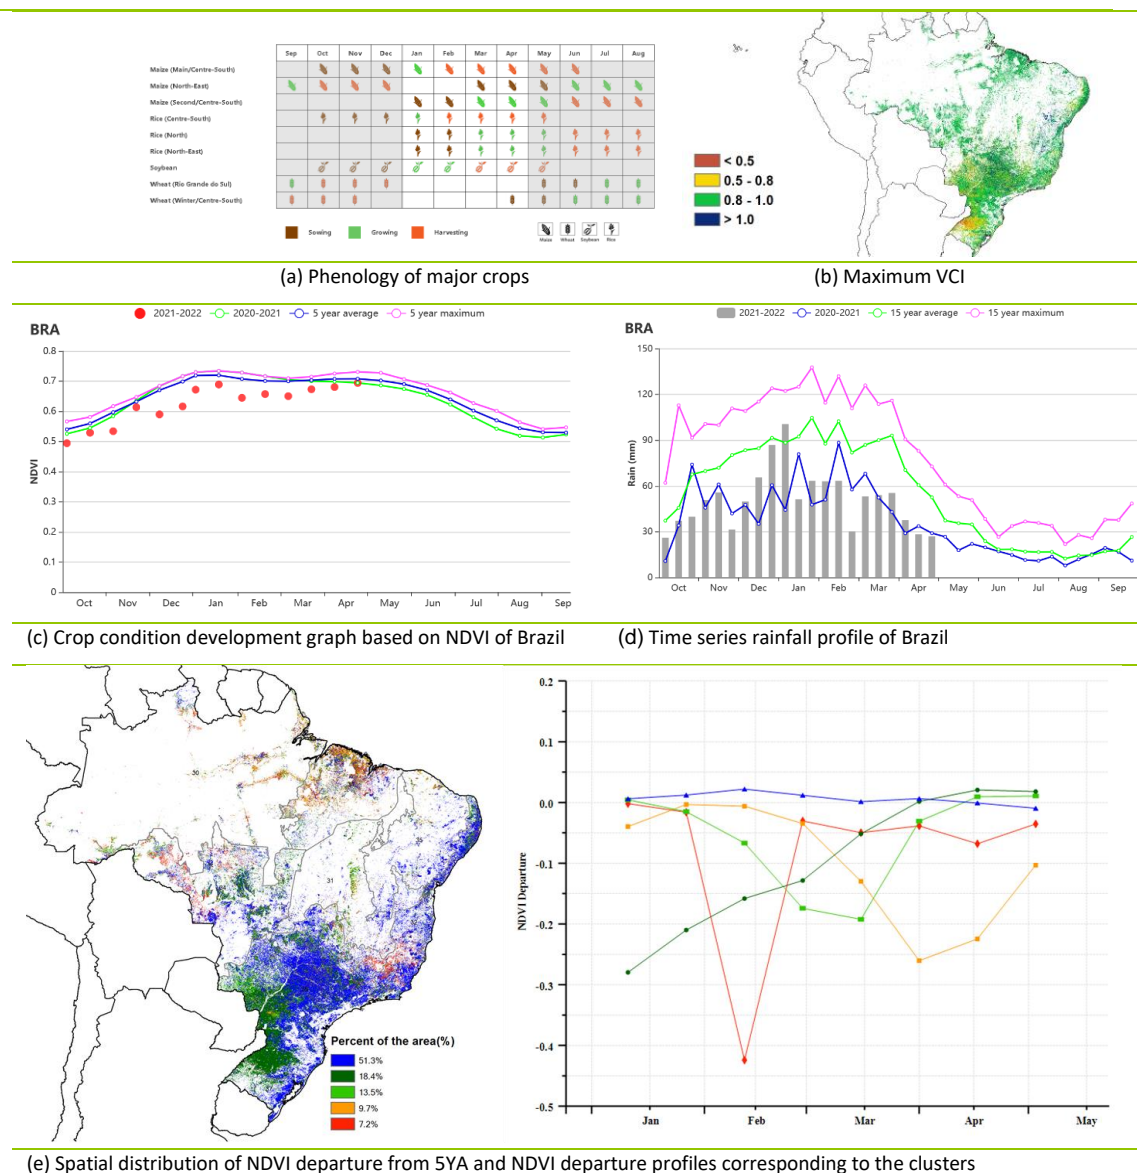 Sep Oct Nov Dec Jan Feb Mar Apr May Jun Jul Aug
Maize (Main/Centre-South)
Maize (North-East)
Maize (Second/Centre-South)
Rice (Centre-South)
Rice (North)
Rice (North-East)
Soybean
Wheat (Rio Grande do Sul)
Wheat (Winter/Centre-South)
Sowing Growing Harvesting
Maize Wheat Soybean Rice
< 0.5
0.5 - 0.8
0.8 - 1.0
> 1.0
(a) Phenology of major crops
(b) Maximum VCI
2021-2022 2020-2021 5 year average 5 year maximum
BRA
0.8
0.7
0.6
0.5
0.4
0.3
0.2
0.1
0
NDVI
Oct Nov Dec Jan Feb Mar Apr May Jun Jul Aug Sep
2021-2022 2020-2021 15 year average 15 year maximum
BRA
150
120
90
60
30
0
Rain (mm)
Oct Nov Dec Jan Feb Mar Apr May Jun Jul Aug Sep
(c) Crop condition development graph based on NDVI of Brazil
(d) Time series rainfall profile of Brazil
30
31
Percent of the area(%)
51.3%
18.4%
13.5%
9.7%
7.2%
0.2
0.1
0.0
-0.1
-0.2
-0.3
-0.4
-0.5
NDVI Departure
Jan Feb Mar Apr May
(e) Spatial distribution of NDVI departure from 5YA and NDVI departure profiles corresponding to the clusters